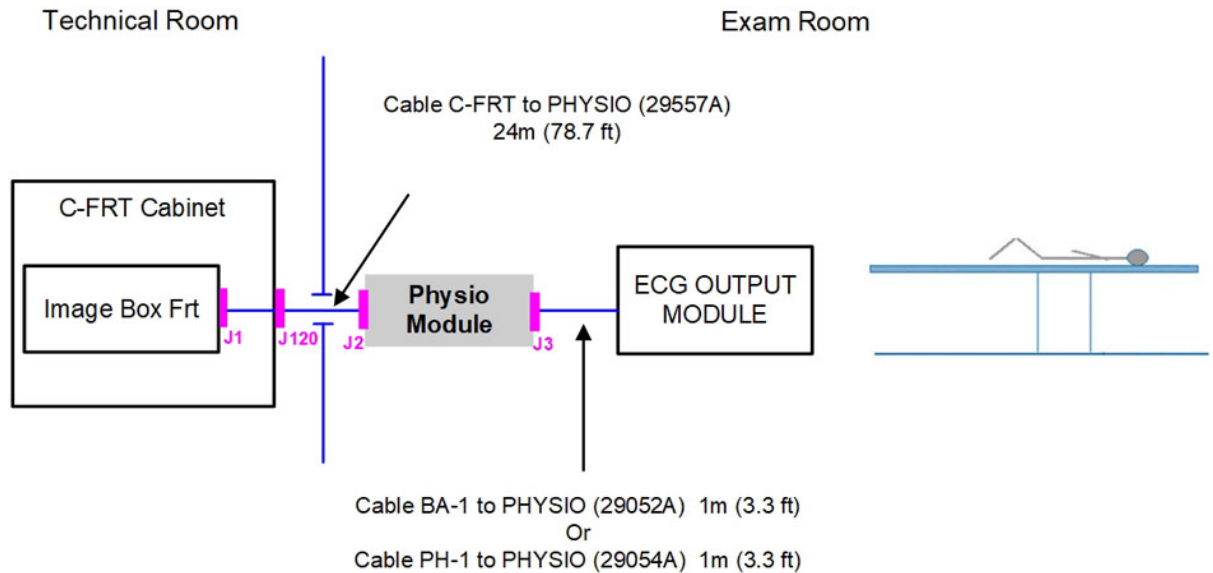 Technical Room
Exam Room
Cable C-FRT to PHYSIO (29557A)
24m (78.7 ft)
C-FRT Cabinet
Image Box Frt
J1
J120
J2
Physio
Module
J3
ECG OUTPUT
MODULE
Cable BA-1 to PHYSIO (29052A) 1m (3.3 ft)
Or
Cable PH-1 to PHYSIO (29054A) 1m (3.3 ft)